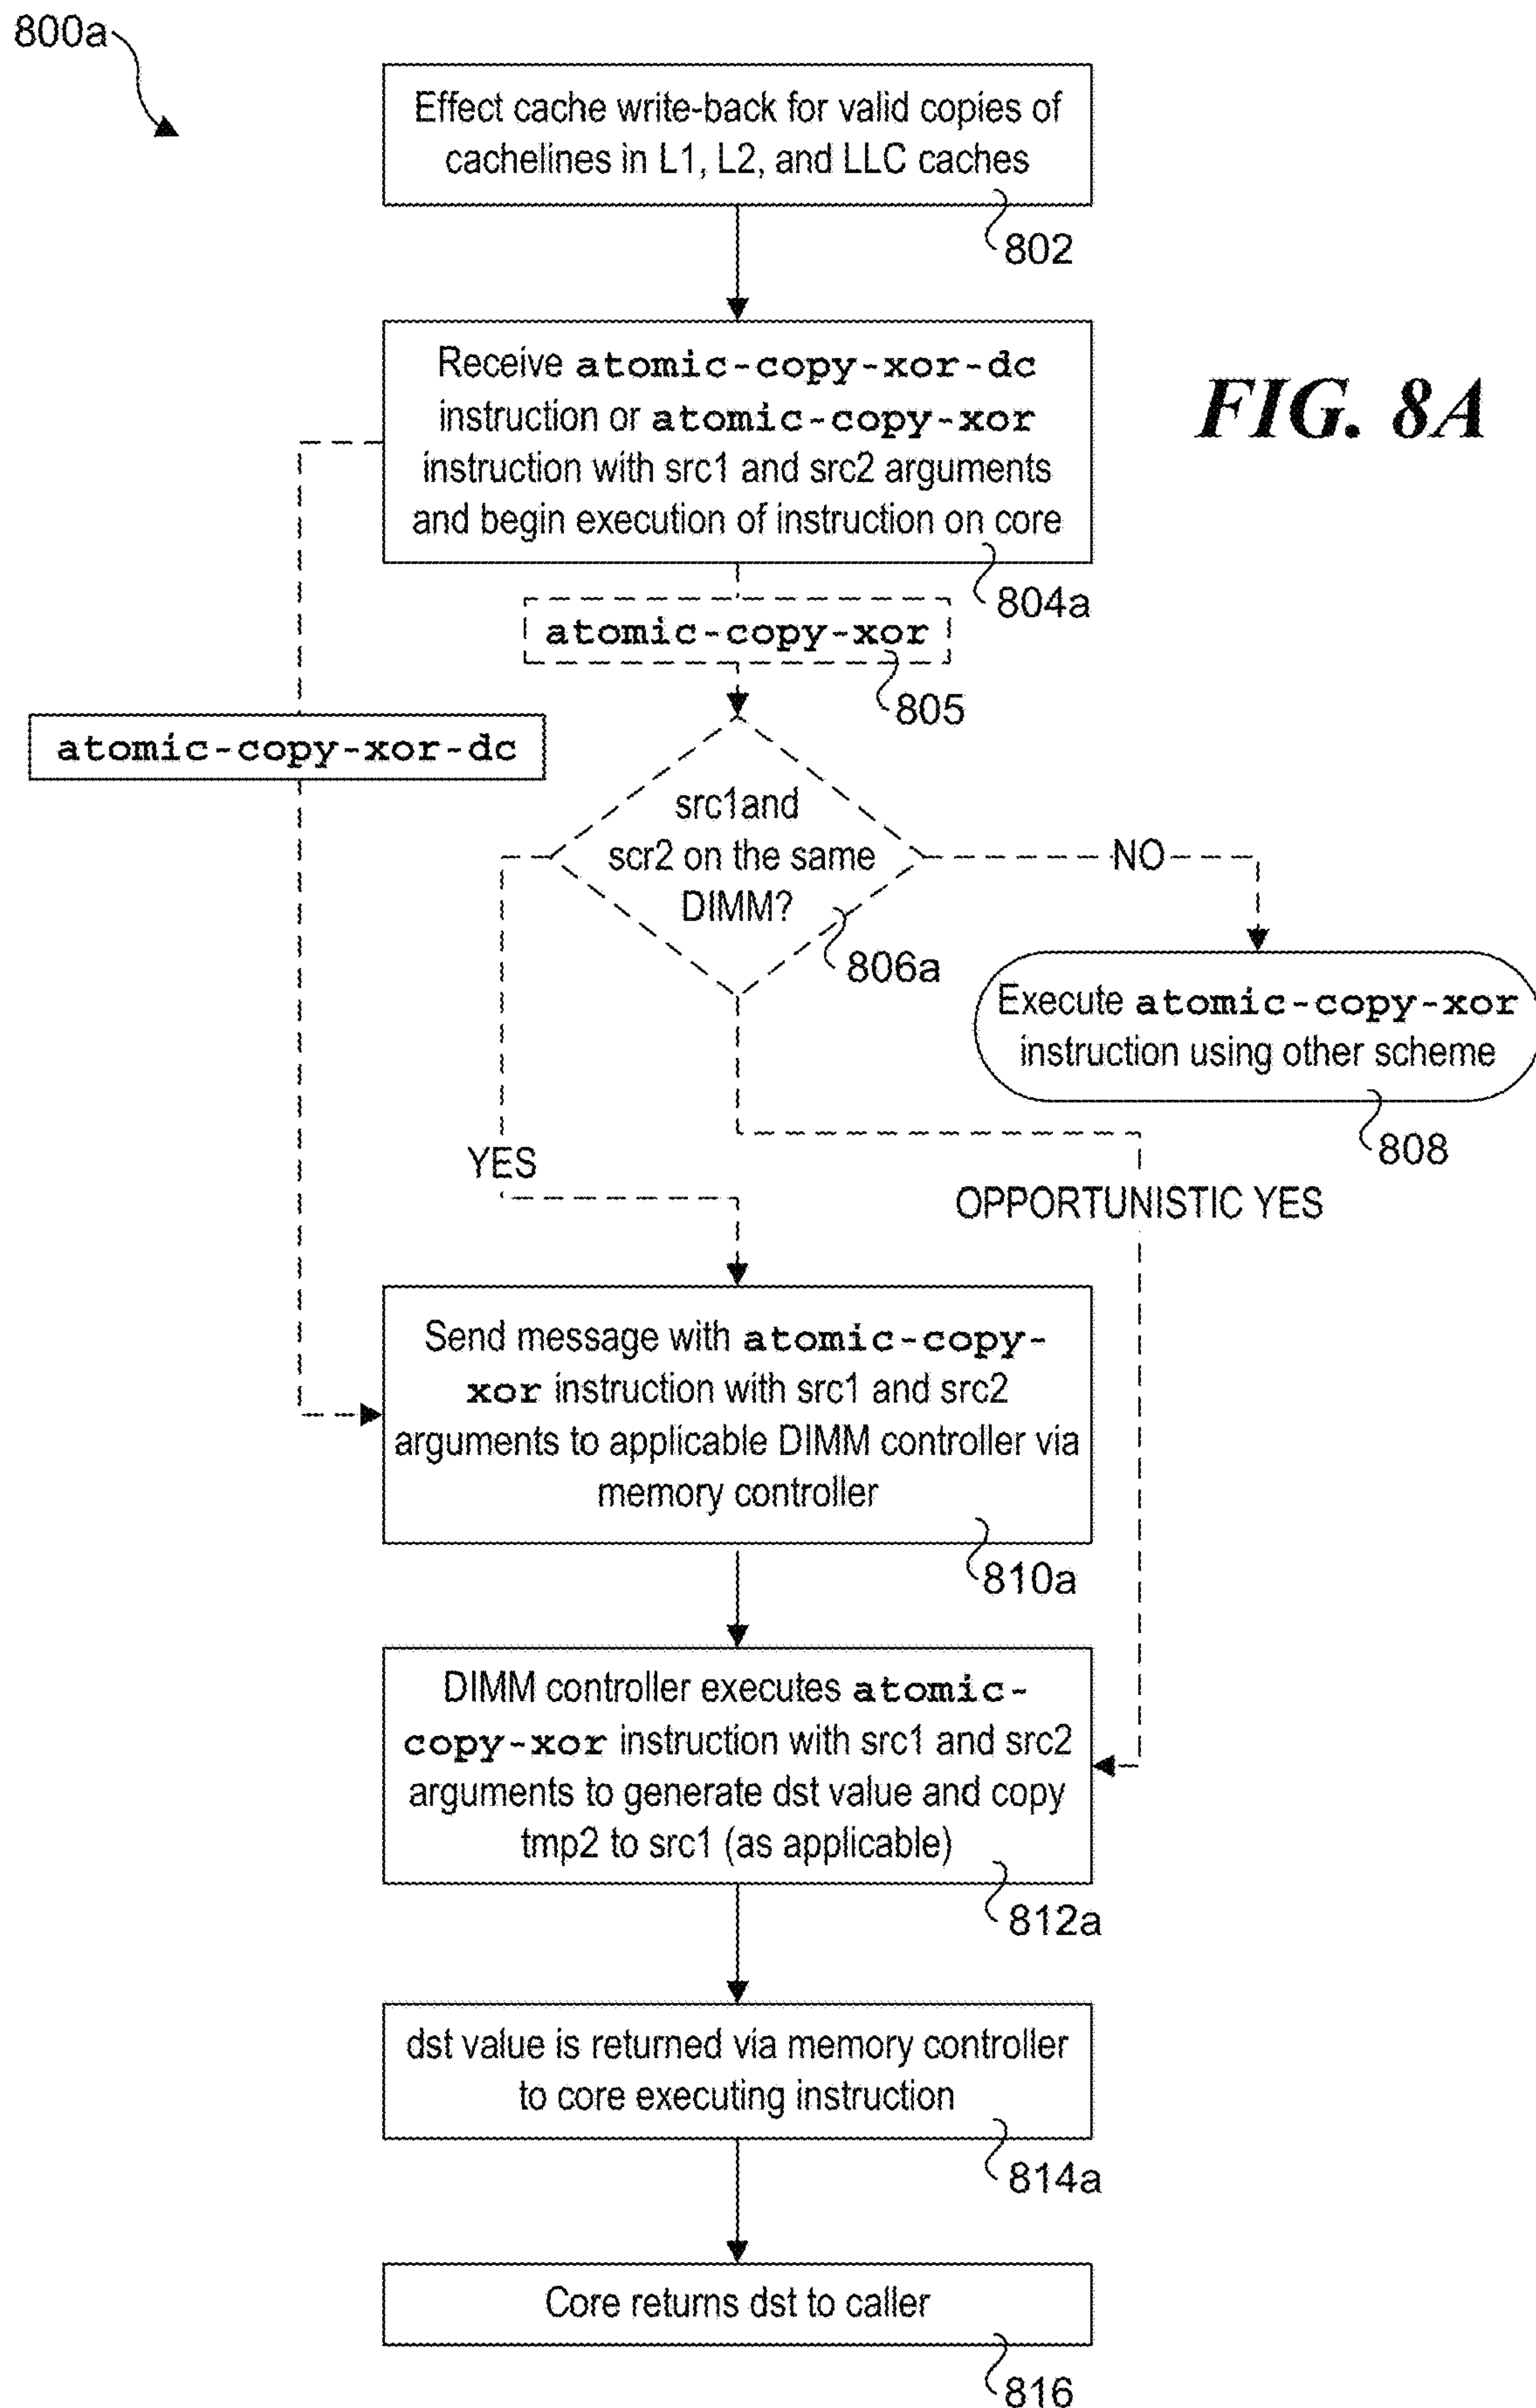 800a
Effect cache write-back for valid copies of
cachelines in L1, L2, and LLC caches
802
Receive atomic-copy-xor-dc
instruction or atomic-copy-xor
instruction with src1 and src2 arguments
and begin execution of instruction on core
804a
FIG. 8A
atomic-copy-xor
805
atomic-copy-xor-dc
src1and
scr2 on the same
DIMM?
806a
NO
Execute atomic-copy-xor
instruction using other scheme
808
YES
OPPORTUNISTIC YES
Send message with atomic-copy-
xor instruction with src1 and src2
arguments to applicable DIMM controller via
memory controller
810a
DIMM controller executes atomic-
copy-xor instruction with src1 and src2
arguments to generate dst value and copy
tmp2 to src1 (as applicable)
812a
dst value is returned via memory controller
to core executing instruction
814a
Core returns dst to caller
816